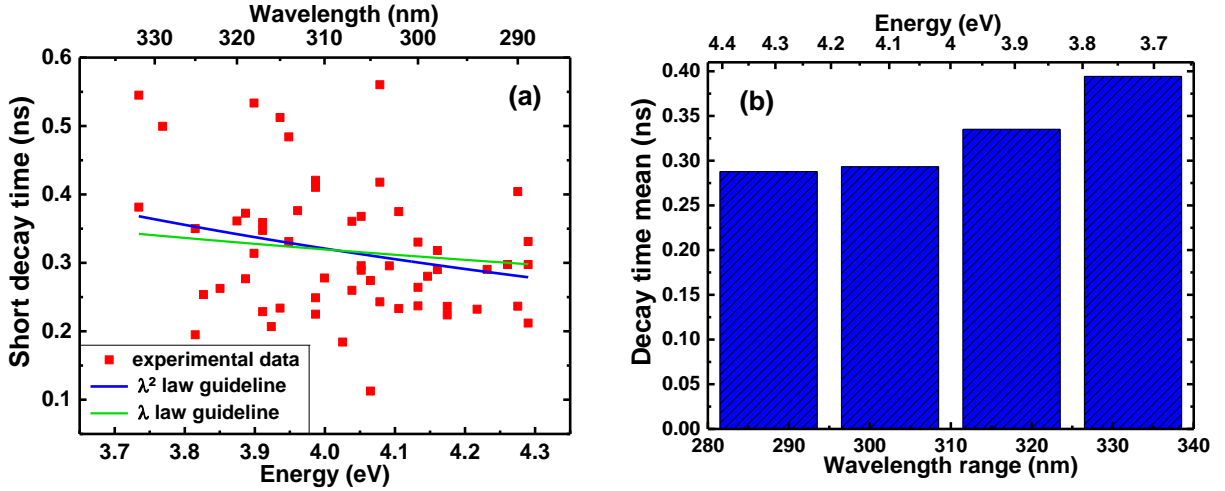 Wavelength (nm)
330 320 310 300 290
0.6
0.5
0.4
0.3
0.2
0.1
Short decay time (ns)
(a)
experimental data
λ² law guideline
λ law guideline
3.7 3.8 3.9 4.0 4.1 4.2 4.3
Energy (eV)
Energy (eV)
4.4 4.3 4.2 4.1 4 3.9 3.8 3.7
0.40
0.35
0.30
0.25
0.20
0.15
0.10
0.05
0.00
Decay time mean (ns)
(b)
280 290 300 310 320 330 340
Wavelength range (nm)